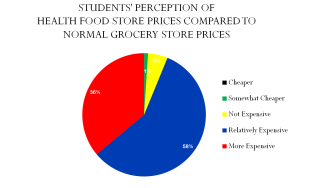 STUDENTS' PERCEPTION OF
HEALTH FOOD STORE PRICES COMPARED TO
NORMAL GROCERY STORE PRICES
36%
58%
Cheaper
Somewhat Cheaper
Not Expensive
Relatively Expensive
More Expensive